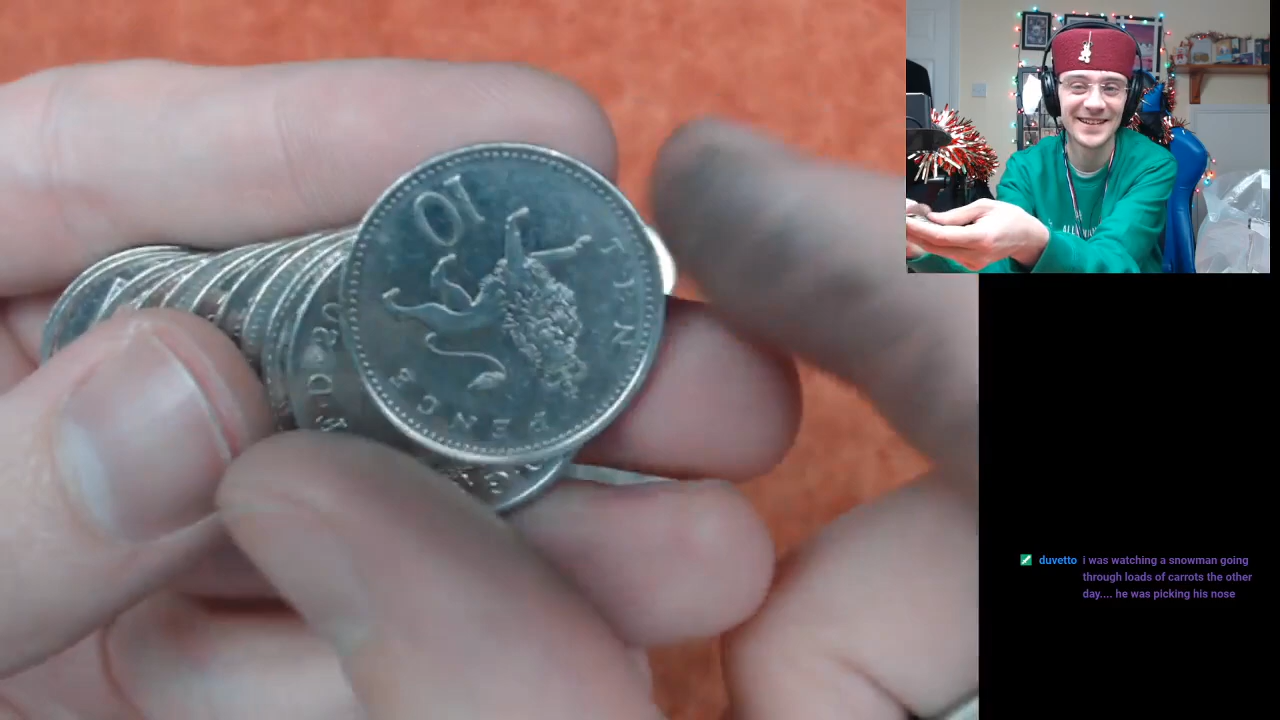 10
TEN
PENCE
duvetto i was watching a snowman going
through loads of carrots the other
day.... he was picking his nose